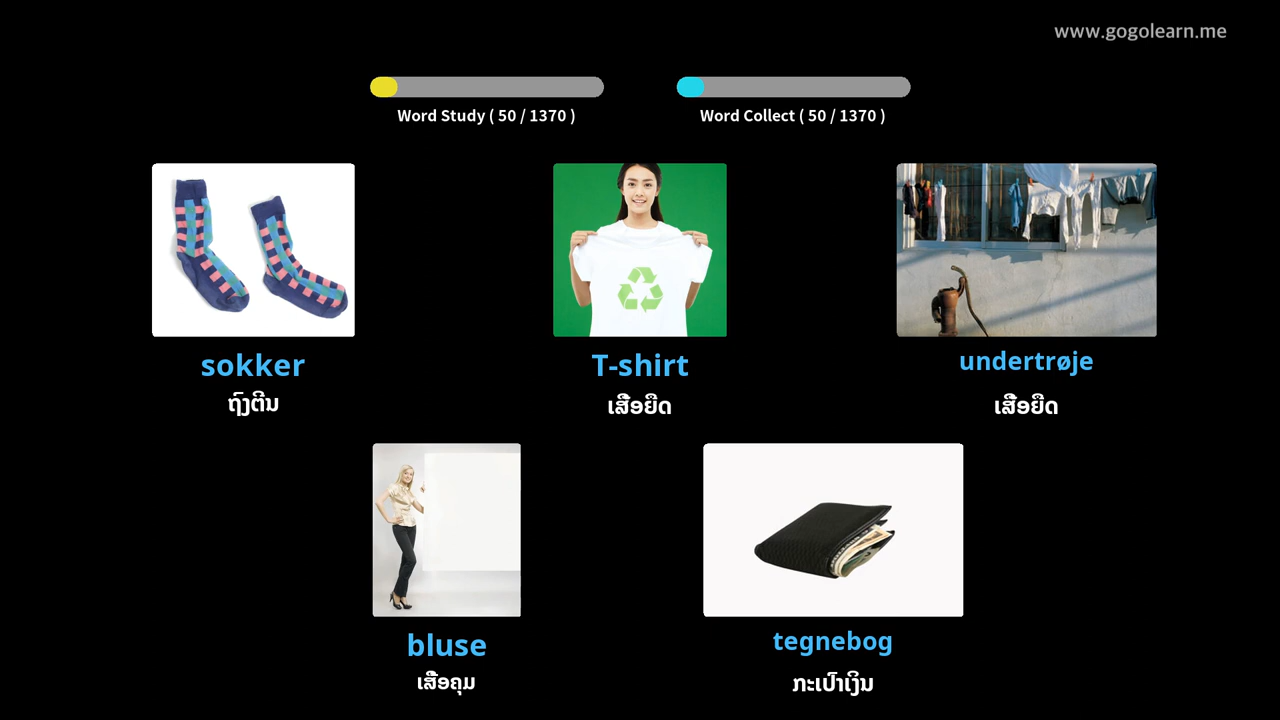 www.gogolearn.me
Word Study ( 50 / 1370 )
Word Collect ( 50 / 1370 )
sokker
ຖົງຕີນ
T-shirt
ເສື້ອຍືດ
undertrøje
ເສື້ອຍືດ
bluse
ເສື້ອຄຸມ
tegnebog
ກະເປົາເງິນ